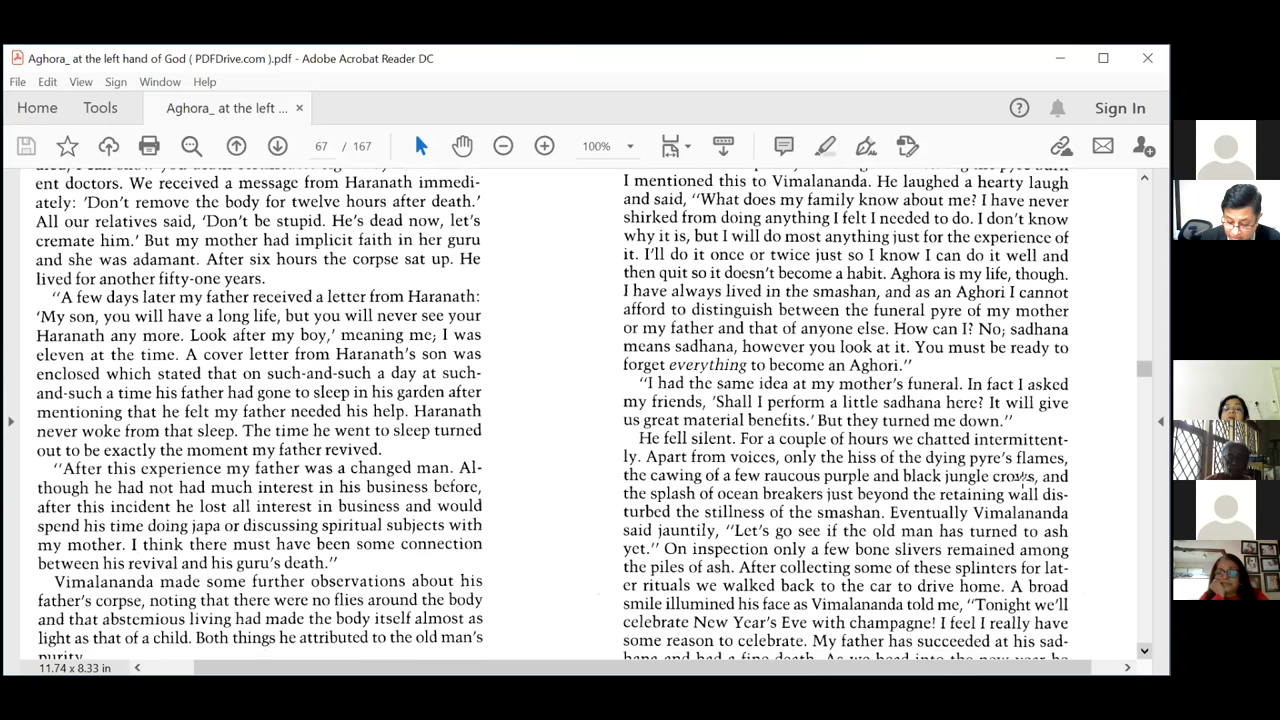 Aghora_ at the left hand of God ( PDFDrive.com ).pdf - Adobe Acrobat Reader DC
File Edit View Sign Window Help
Home Tools Aghora_ at the left ... × Sign In
67 / 167 100%
ent doctors. We received a message from Haranath immedi-
ately: 'Don't remove the body for twelve hours after death.'
All our relatives said, 'Don't be stupid. He's dead now, let's
cremate him.' But my mother had implicit faith in her guru
and she was adamant. After six hours the corpse sat up. He
lived for another fifty-one years.
"A few days later my father received a letter from Haranath:
'My son, you will have a long life, but you will never see your
Haranath any more. Look after my boy,' meaning me; I was
eleven at the time. A cover letter from Haranath's son was
enclosed which stated that on such-and-such a day at such-
and-such a time his father had gone to sleep in his garden after
mentioning that he felt my father needed his help. Haranath
never woke from that sleep. The time he went to sleep turned
out to be exactly the moment my father revived.
"After this experience my father was a changed man. Al-
though he had not had much interest in his business before,
after this incident he lost all interest in business and would
spend his time doing japa or discussing spiritual subjects with
my mother. I think there must have been some connection
between his revival and his guru's death."
Vimalananda made some further observations about his
father's corpse, noting that there were no flies around the body
and that abstemious living had made the body itself almost as
light as that of a child. Both things he attributed to the old man's
purity.
I mentioned this to Vimalananda. He laughed a hearty laugh
and said, "What does my family know about me? I have never
shirked from doing anything I felt I needed to do. I don't know
why it is, but I will do most anything just for the experience of
it. I'll do it once or twice just so I know I can do it well and
then quit so it doesn't become a habit. Aghora is my life, though.
I have always lived in the smashan, and as an Aghori I cannot
afford to distinguish between the funeral pyre of my mother
or my father and that of anyone else. How can I? No; sadhana
means sadhana, however you look at it. You must be ready to
forget everything to become an Aghori."
"I had the same idea at my mother's funeral. In fact I asked
my friends, 'Shall I perform a little sadhana here? It will give
us great material benefits.' But they turned me down."
He fell silent. For a couple of hours we chatted intermittent-
ly. Apart from voices, only the hiss of the dying pyre's flames,
the cawing of a few raucous purple and black jungle crows, and
the splash of ocean breakers just beyond the retaining wall dis-
turbed the stillness of the smashan. Eventually Vimalananda
said jauntily, "Let's go see if the old man has turned to ash
yet." On inspection only a few bone slivers remained among
the piles of ash. After collecting some of these splinters for lat-
er rituals we walked back to the car to drive home. A broad
smile illumined his face as Vimalananda told me, "Tonight we'll
celebrate New Year's Eve with champagne! I feel I really have
some reason to celebrate. My father has succeeded at his sad-
hana and had a fine death. As we head into the new year he
11.74 x 8.33 in